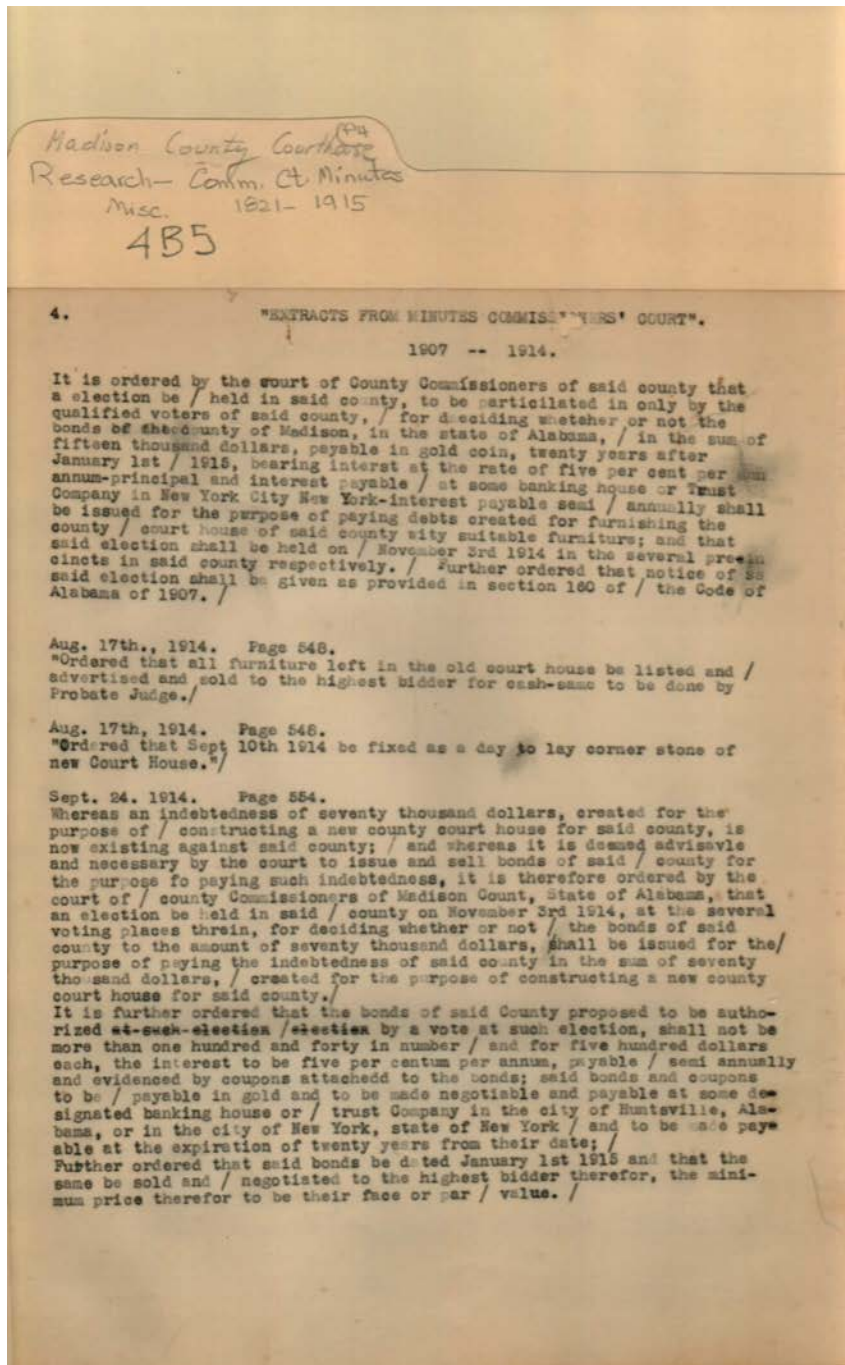 PP4
Madison County Courthouse
Research- Comm. Ct. Minutes
Misc. 1821- 1915
4B5
4. "EXTRACTS FROM MINUTES COMMISS RS' COURT".
1907 -- 1914.
It is ordered by the court of County Commissioners of said county that
a election be / held in said county, to be particilated in only by the
qualified voters of said county, / for deciding whetcher or not the
bonds of the county of Madison, in the state of Alabama, / in the sum of
fifteen thousand dollars, payable in gold coin, twenty years after
January 1st / 1915, bearing interst at the rate of five per cent per
annum-principal and interest payable / at some banking house or Trust
Company in New York City New York-interest payable semi / annually shall
be issued for the purpose of paying debts created for furnishing the
county / court house of said county wity suitable furniture; and that
said election shall be held on / November 3rd 1914 in the several pre
cincts in said county respectively. / Further ordered that notice of sa
said election shall be given as provided in section 160 of / the Code of
Alabama of 1907. /
Aug. 17th., 1914. Page 548.
"Ordered that all furniture left in the old court house be listed and /
advertised and sold to the highest bidder for cash-same to be done by
Probate Judge./
Aug. 17th, 1914. Page 548.
"Ordered that Sept 10th 1914 be fixed as a day to lay corner stone of
new Court House."/
Sept. 24. 1914. Page 554.
Whereas an indebtedness of seventy thousand dollars, created for the
purpose of / constructing a new county court house for said county, is
now existing against said county; / and whereas it is deemed advisavle
and necessary by the court to issue and sell bonds of said / county for
the purpose fo paying such indebtedness, it is therefore ordered by the
court of / county Commissioners of Madison Count, State of Alabama, that
an election be held in said / county on November 3rd 1914, at the several
voting places threin, for deciding whether or not / the bonds of said
county to the amount of seventy thousand dollars, shall be issued for the/
purpose of paying the indebtedness of said county in the sum of seventy
thousand dollars, / created for the purpose of constructing a new county
court house for said county./
It is further ordered that the bonds of said County proposed to be autho-
rized at-such-election /election by a vote at such election, shall not be
more than one hundred and forty in number / and for five hundred dollars
each, the interest to be five per centum per annum, payable / semi annually
and evidenced by coupons attachedd to the bonds; said bonds and coupons
to be / payable in gold and to be made negotiable and payable at some de-
signated banking house or / trust Company in the city of Huntsville, Ala-
bama, or in the city of New York, state of New York / and to be made pay-
able at the expiration of twenty years from their date; /
Further ordered that said bonds be dated January 1st 1915 and that the
same be sold and / negotiated to the highest bidder therefor, the mini-
mum price therefor to be their face or par / value. /